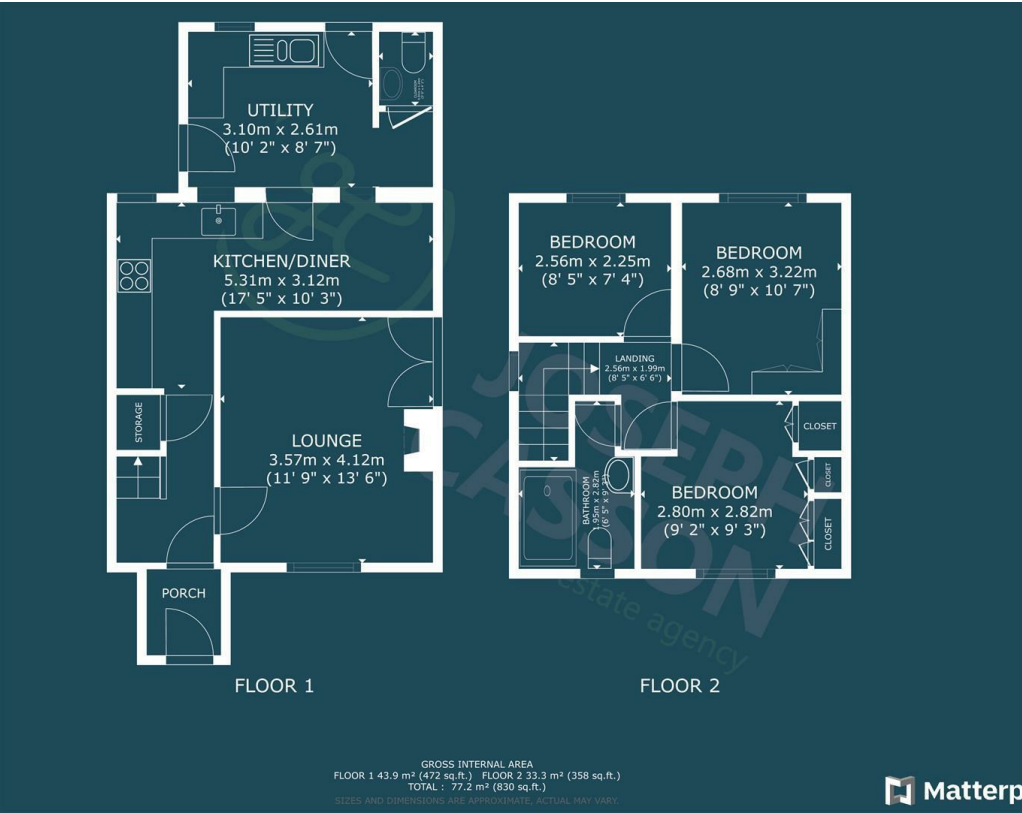 UTILITY
3.10m x 2.61m
(10' 2" x 8' 7")
KITCHEN/DINER
5.31m x 3.12m
(17' 5" x 10' 3")
STORAGE
LOUNGE
3.57m x 4.12m
(11' 9" x 13' 6")
PORCH
FLOOR 1
BEDROOM
2.56m x 2.25m
(8' 5" x 7' 4")
BEDROOM
2.68m x 3.22m
(8' 9" x 10' 7")
LANDING
2.56m x 1.99m
(8' 5" x 6' 6")
CLOSET
BATHROOM
1.95m x 2.82m
(6' 5" x 9' 3")
BEDROOM
2.80m x 2.82m
(9' 2" x 9' 3")
CLOSET
CLOSET
FLOOR 2
JOSEPH
CASSON
estate agency
GROSS INTERNAL AREA
FLOOR 1 43.9 m² (472 sq.ft.) FLOOR 2 33.3 m² (358 sq.ft.)
TOTAL : 77.2 m² (830 sq.ft.)
SIZES AND DIMENSIONS ARE APPROXIMATE, ACTUAL MAY VARY.
Matterp